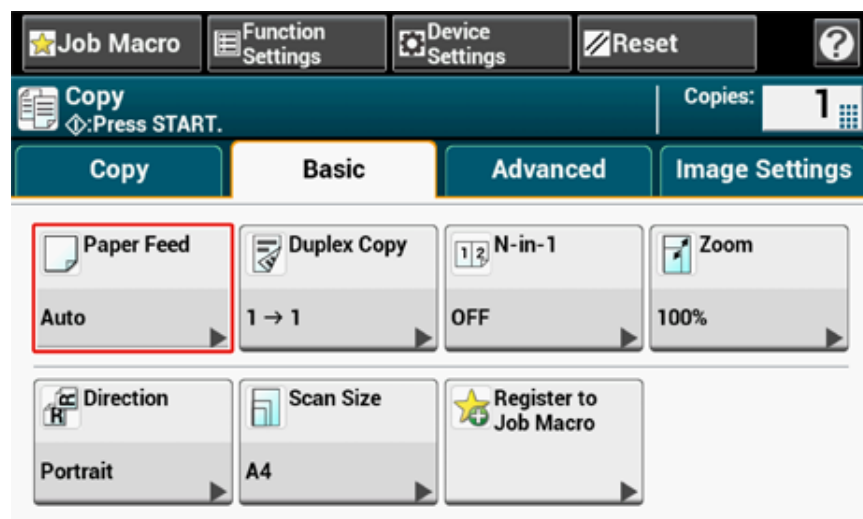 Job Macro
Function
Settings
Device
Settings
Reset
?
Copy
:Press START.
Copies:
1
Copy
Basic
Advanced
Image Settings
Paper Feed
Auto
Duplex Copy
1 → 1
1 2 N-in-1
OFF
Zoom
100%
R R Direction
Portrait
Scan Size
A4
Register to
Job Macro